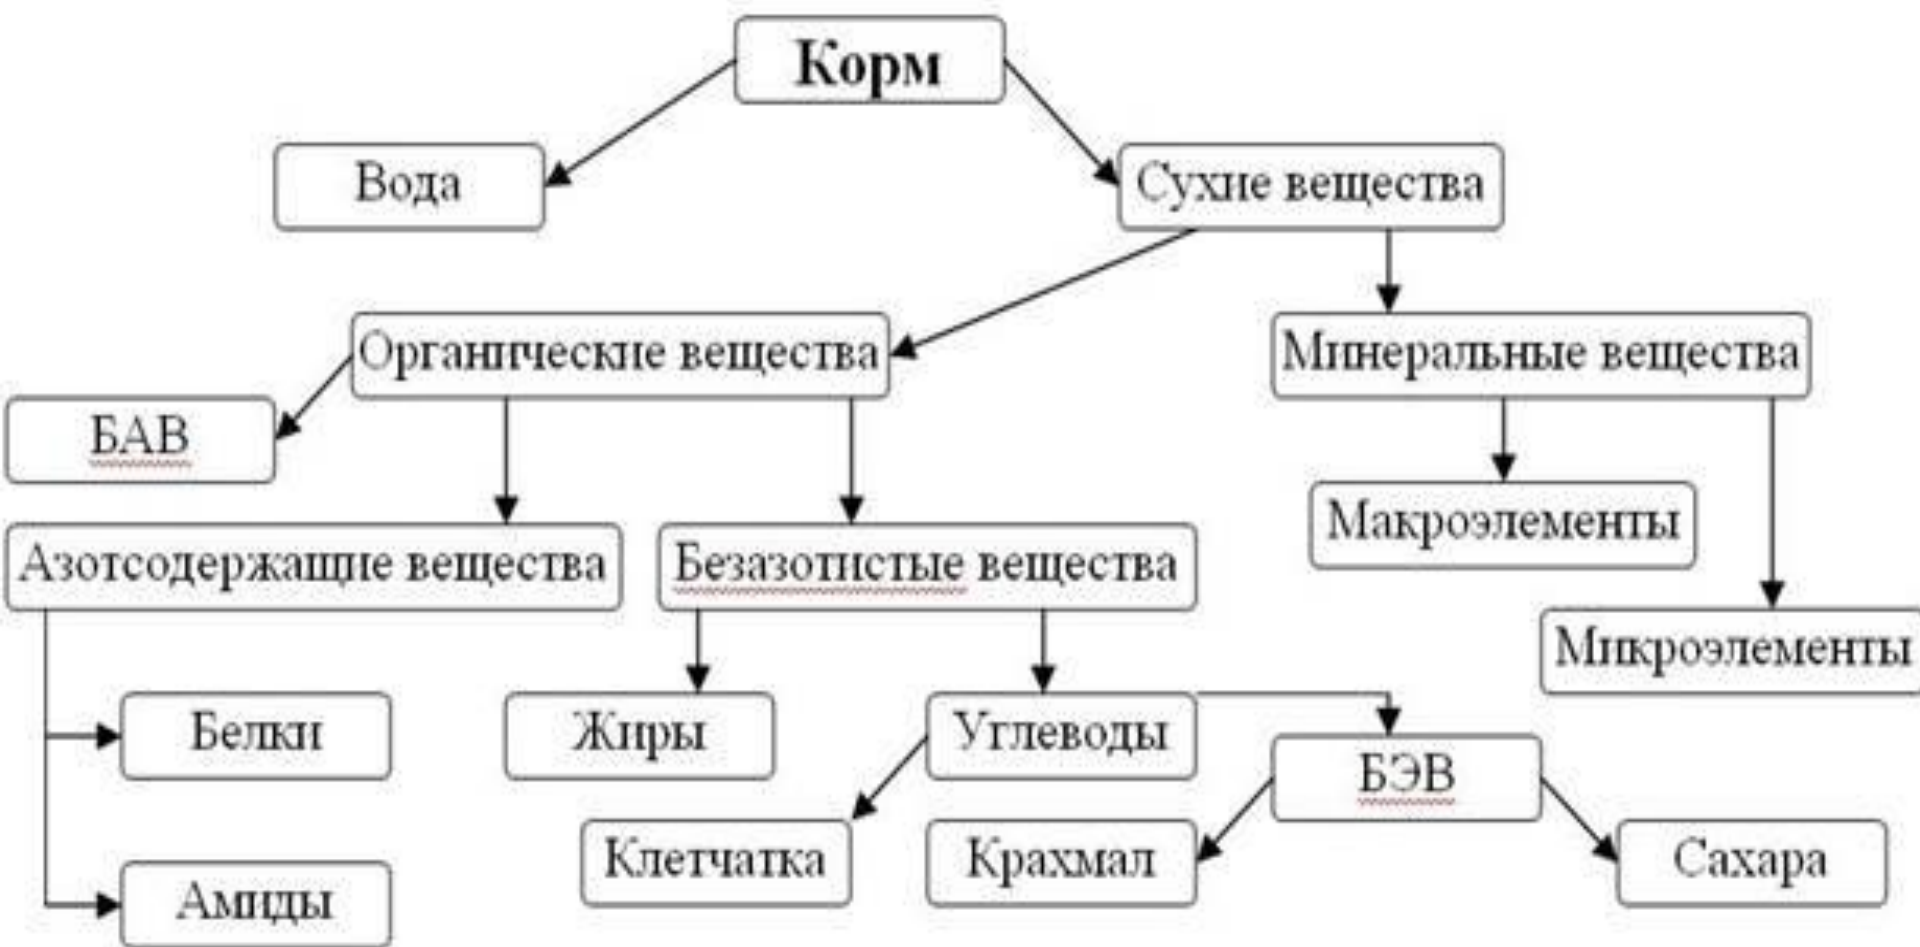 Корм
Вода
Сухие вещества
Органические вещества
Минеральные вещества
БАВ
Макроэлементы
Азотсодержащие вещества
Безазотистые вещества
Микроэлементы
Белки
Жиры
Углеводы
БЭВ
Клетчатка
Крахмал
Сахара
Амиды